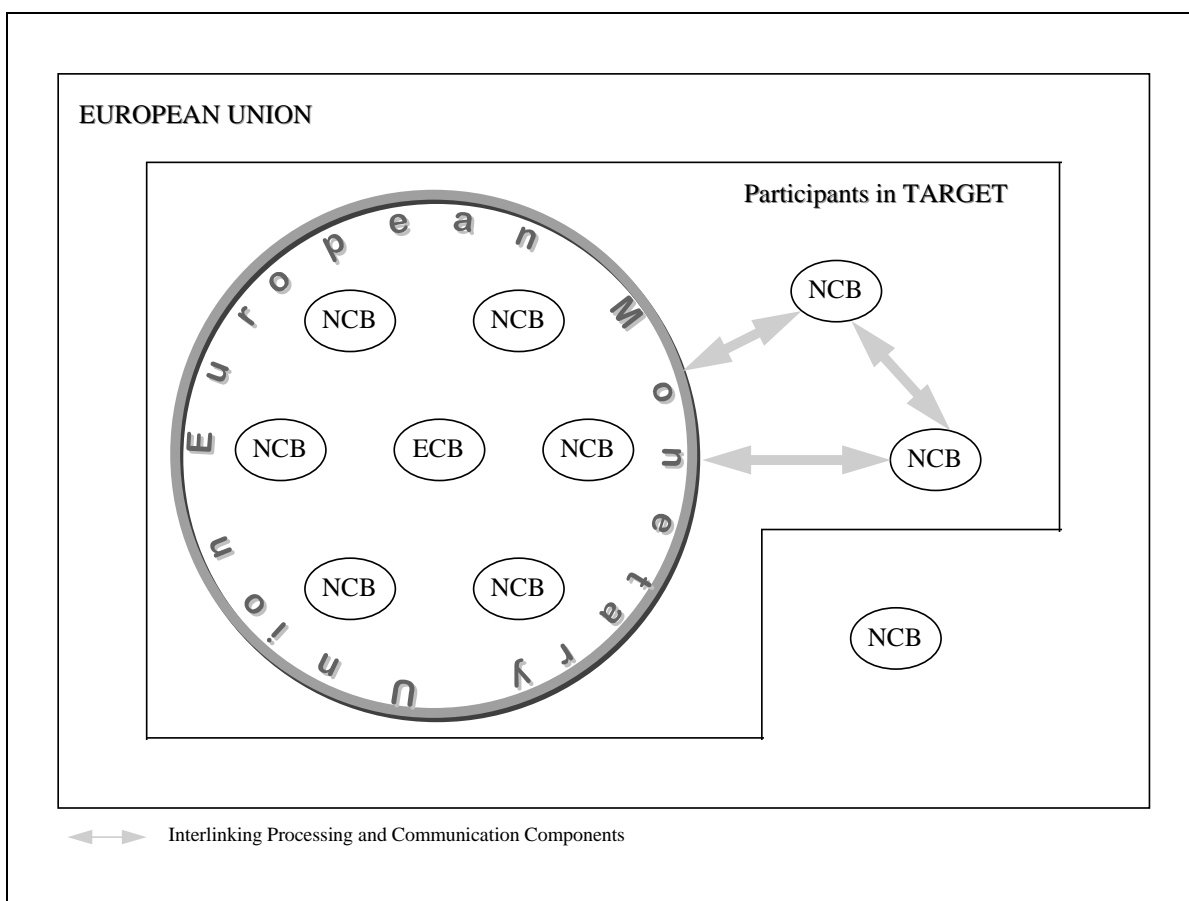 EUROPEAN UNION
Participants in TARGET
European Monetary Union
NCB
NCB
NCB
NCB
ECB
NCB
NCB
NCB
NCB
NCB
Interlinking Processing and Communication Components